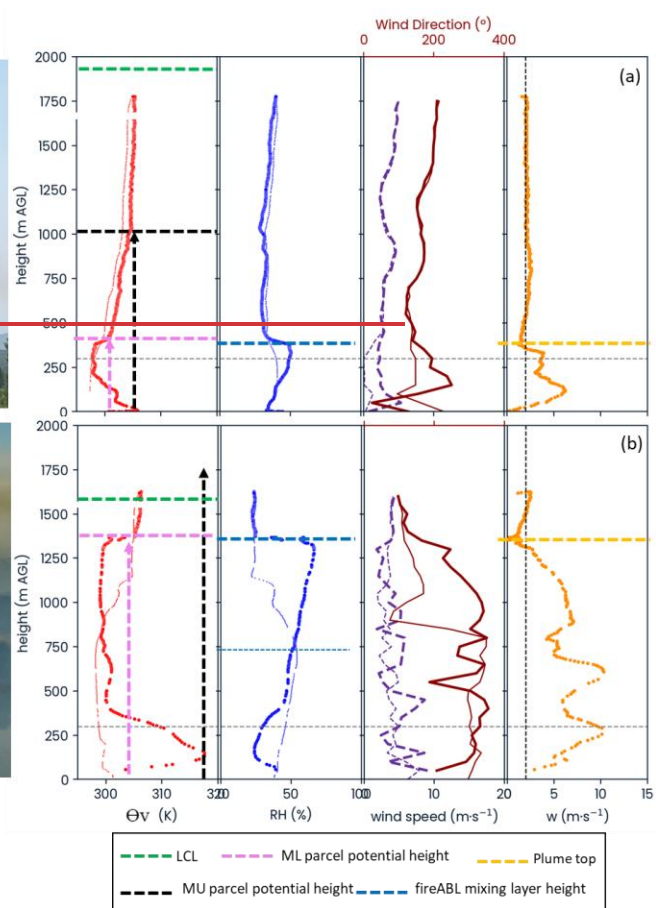 Wind Direction (º)
0 200 400
2000
1750
1500
1250
1000
750
500
250
0
height (m AGL)
(a)
2000
1750
1500
1250
1000
750
500
250
0
height (m AGL)
(b)
300 310 320
0 50 100
0 10 20
0 5 10 15
Θv (K)
RH (%)
wind speed (m·s⁻¹)
w (m·s⁻¹)
LCL
ML parcel potential height
Plume top
MU parcel potential height
fireABL mixing layer height